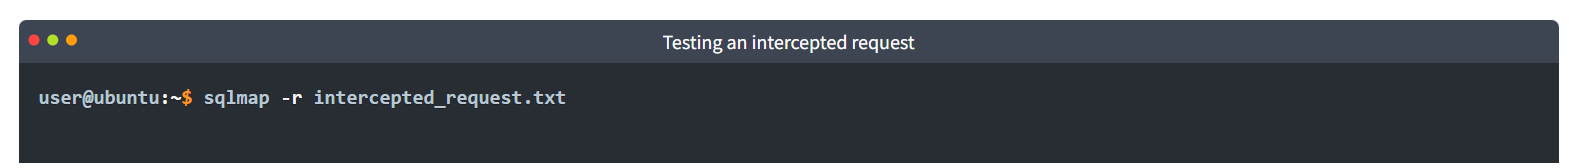 Testing an intercepted request
user@ubuntu:~$ sqlmap -r intercepted_request.txt